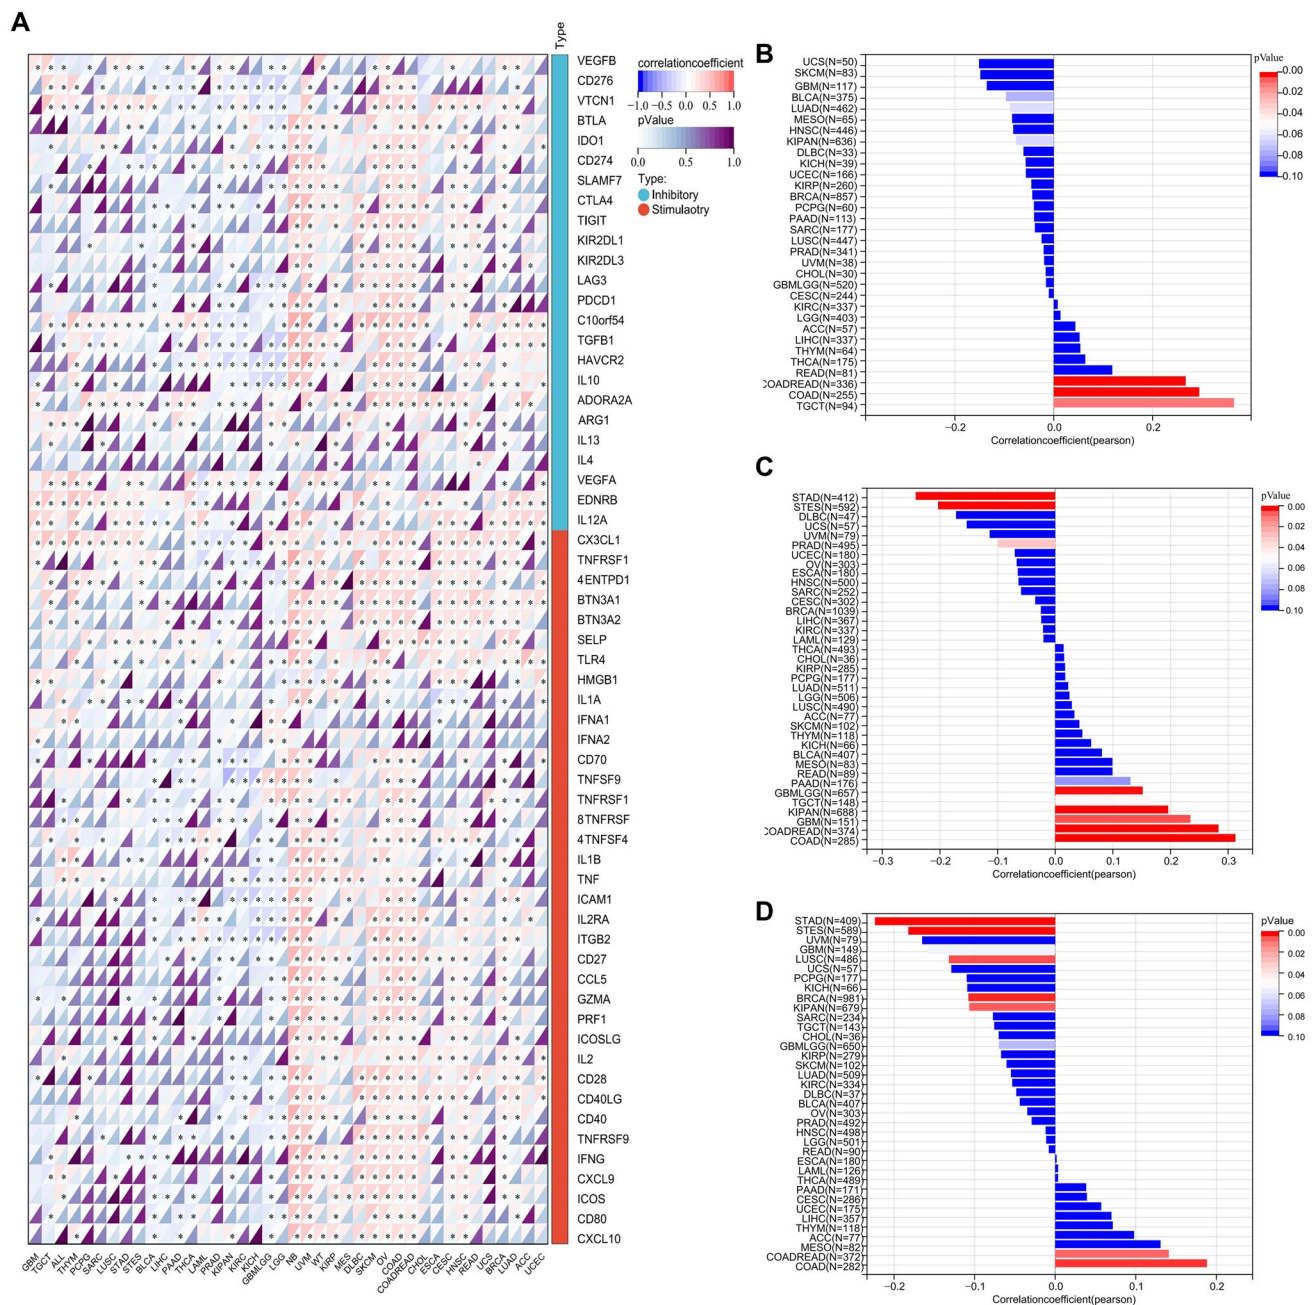 A
Type
VEGFB
CD276
VTCN1
BTLA
IDO1
CD274
SLAMF7
CTLA4
TIGIT
KIR2DL1
KIR2DL3
LAG3
PDCD1
C10orf54
TGFB1
HAVCR2
IL10
ADORA2A
ARG1
IL13
IL4
VEGFA
EDNRB
IL12A
CX3CL1
TNFRSF1
4ENTPD1
BTN3A1
BTN3A2
SELP
TLR4
HMGB1
IL1A
IFNA1
IFNA2
CD70
TNFSF9
TNFRSF1
8TNFRSF
4TNFSF4
IL1B
TNF
ICAM1
IL2RA
ITGB2
CD27
CCL5
GZMA
PRF1
ICOSLG
IL2
CD28
CD40LG
CD40
TNFRSF9
IFNG
CXCL9
ICOS
CD80
CXCL10
GBM
TGCT
ALL
THYM
PCPG
SARC
LUSC
STAD
STES
BLCA
LIHC
PAAD
THCA
LAML
PRAD
KIPAN
KIRC
KICH
GBMLGG
LGG
NB
UVM
WT
KIRP
MES
DLBC
SKCM
OV
COAD
COADREAD
CHOL
ESCA
CESC
HNSC
READ
UCS
BRCA
LUAD
ACC
UCEC
correlationcoefficient
−1.0 −0.5 0.0 0.5 1.0
pValue
0.0 0.5 1.0
Type:
Inhibitory
Stimulaotry
B
UCS(N=50)
SKCM(N=83)
GBM(N=117)
BLCA(N=375)
LUAD(N=462)
MESO(N=65)
HNSC(N=446)
KIPAN(N=636)
DLBC(N=33)
KICH(N=39)
UCEC(N=166)
KIRP(N=260)
BRCA(N=857)
PCPG(N=60)
PAAD(N=113)
SARC(N=177)
LUSC(N=447)
PRAD(N=341)
UVM(N=38)
CHOL(N=30)
GBMLGG(N=520)
CESC(N=244)
KIRC(N=337)
LGG(N=403)
ACC(N=57)
LIHC(N=337)
THYM(N=64)
THCA(N=175)
READ(N=81)
COADREAD(N=336)
COAD(N=255)
TGCT(N=94)
−0.2 0.0 0.2
Correlationcoefficient(pearson)
pValue
0.00
0.02
0.04
0.06
0.08
0.10
C
STAD(N=412)
STES(N=592)
DLBC(N=47)
UCS(N=57)
UVM(N=79)
PRAD(N=495)
UCEC(N=180)
OV(N=303)
ESCA(N=180)
HNSC(N=500)
SARC(N=252)
CESC(N=302)
BRCA(N=1039)
LIHC(N=367)
KIRC(N=337)
LAML(N=129)
THCA(N=493)
CHOL(N=36)
KIRP(N=285)
PCPG(N=177)
LUAD(N=511)
LGG(N=506)
LUSC(N=490)
ACC(N=77)
SKCM(N=102)
THYM(N=118)
KICH(N=66)
BLCA(N=407)
MESO(N=83)
READ(N=89)
PAAD(N=176)
GBMLGG(N=657)
TGCT(N=148)
KIPAN(N=688)
GBM(N=151)
COADREAD(N=374)
COAD(N=285)
−0.3 −0.2 −0.1 0.0 0.1 0.2 0.3
Correlationcoefficient(pearson)
pValue
0.00
0.02
0.04
0.06
0.08
0.10
D
STAD(N=409)
STES(N=589)
UVM(N=79)
GBM(N=149)
LUSC(N=486)
UCS(N=57)
PCPG(N=177)
KICH(N=66)
BRCA(N=981)
KIPAN(N=679)
SARC(N=234)
TGCT(N=143)
CHOL(N=36)
GBMLGG(N=650)
KIRP(N=279)
SKCM(N=102)
LUAD(N=509)
KIRC(N=334)
DLBC(N=37)
BLCA(N=407)
OV(N=303)
PRAD(N=492)
HNSC(N=498)
LGG(N=501)
READ(N=90)
ESCA(N=180)
LAML(N=126)
THCA(N=489)
PAAD(N=171)
CESC(N=286)
UCEC(N=175)
LIHC(N=357)
THYM(N=118)
ACC(N=77)
MESO(N=82)
COADREAD(N=372)
COAD(N=282)
−0.2 −0.1 0.0 0.1 0.2
Correlationcoefficient(pearson)
pValue
0.00
0.02
0.04
0.06
0.08
0.10